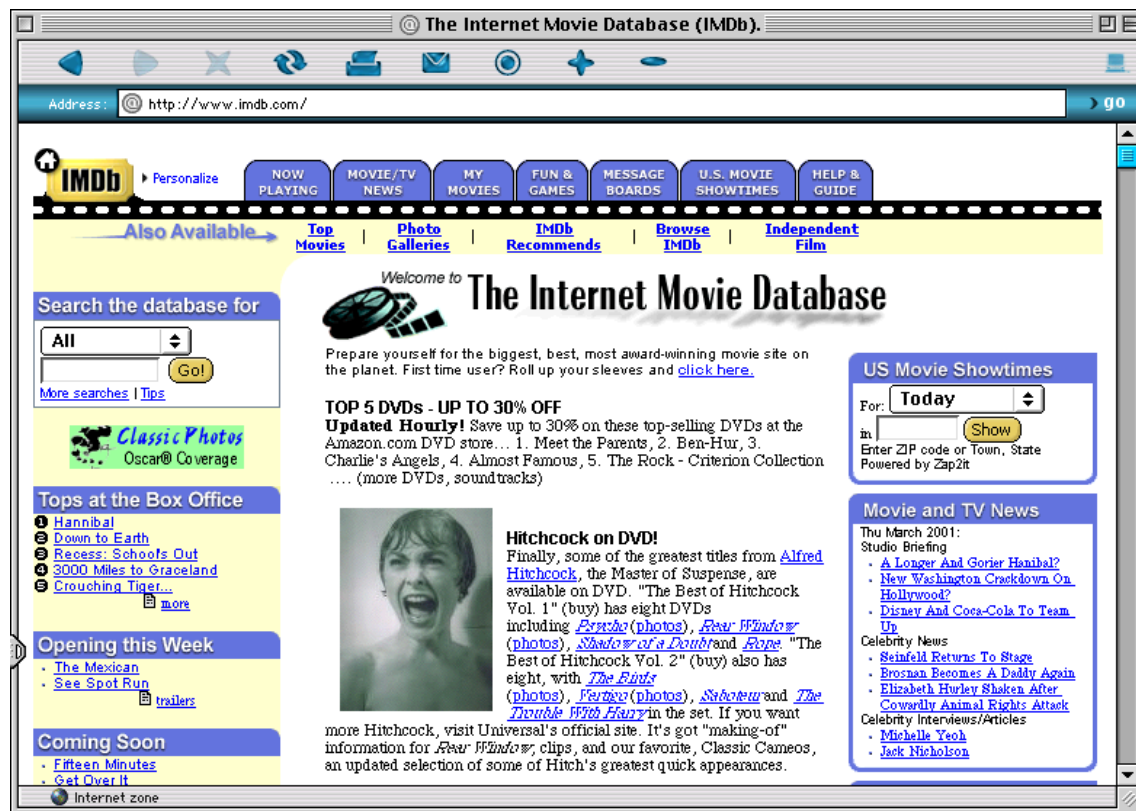 The Internet Movie Database (IMDb).
Address: http://www.imdb.com/ go
IMDb Personalize
NOW PLAYING
MOVIE/TV NEWS
MY MOVIES
FUN & GAMES
MESSAGE BOARDS
U.S. MOVIE SHOWTIMES
HELP & GUIDE
Also Available
Top Movies | Photo Galleries | IMDb Recommends | Browse IMDb | Independent Film
Search the database for
All
Go!
More searches | Tips
Classic Photos
Oscar® Coverage
Tops at the Box Office
1 Hannibal
2 Down to Earth
3 Recess: School's Out
4 3000 Miles to Graceland
5 Crouching Tiger...
more
Opening this Week
The Mexican
See Spot Run
trailers
Coming Soon
Fifteen Minutes
Get Over It
Welcome to
The Internet Movie Database
Prepare yourself for the biggest, best, most award-winning movie site on
the planet. First time user? Roll up your sleeves and click here.
TOP 5 DVDs - UP TO 30% OFF
Updated Hourly! Save up to 30% on these top-selling DVDs at the
Amazon.com DVD store... 1. Meet the Parents, 2. Ben-Hur, 3.
Charlie's Angels, 4. Almost Famous, 5. The Rock - Criterion Collection
.... (more DVDs, soundtracks)
Hitchcock on DVD!
Finally, some of the greatest titles from Alfred
Hitchcock, the Master of Suspense, are
available on DVD. "The Best of Hitchcock
Vol. 1" (buy) has eight DVDs
including Psycho (photos), Rear Window
(photos), Shadow of a Doubt and Rope. "The
Best of Hitchcock Vol. 2" (buy) also has
eight, with The Birds
(photos), Vertigo (photos), Saboteur and The
Trouble With Harry in the set. If you want
more Hitchcock, visit Universal's official site. It's got "making-of"
information for Rear Window, clips, and our favorite, Classic Cameos,
an updated selection of some of Hitch's greatest quick appearances.
US Movie Showtimes
For: Today
in Show
Enter ZIP code or Town, State
Powered by Zap2it
Movie and TV News
Thu March 2001:
Studio Briefing
A Longer And Gorier Hanibal?
New Washington Crackdown On
Hollywood?
Disney And Coca-Cola To Team
Up
Celebrity News
Seinfeld Returns To Stage
Brosnan Becomes A Daddy Again
Elizabeth Hurley Shaken After
Cowardly Animal Rights Attack
Celebrity Interviews/Articles
Michelle Yeoh
Jack Nicholson
Internet zone